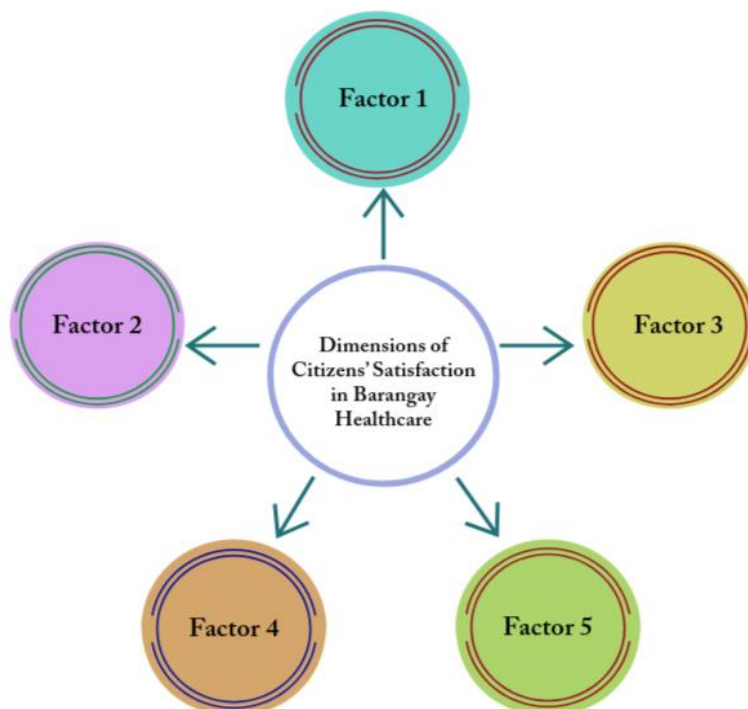 Factor 1
Factor 2
Factor 3
Dimensions of
Citizens' Satisfaction
in Barangay
Healthcare
Factor 4
Factor 5